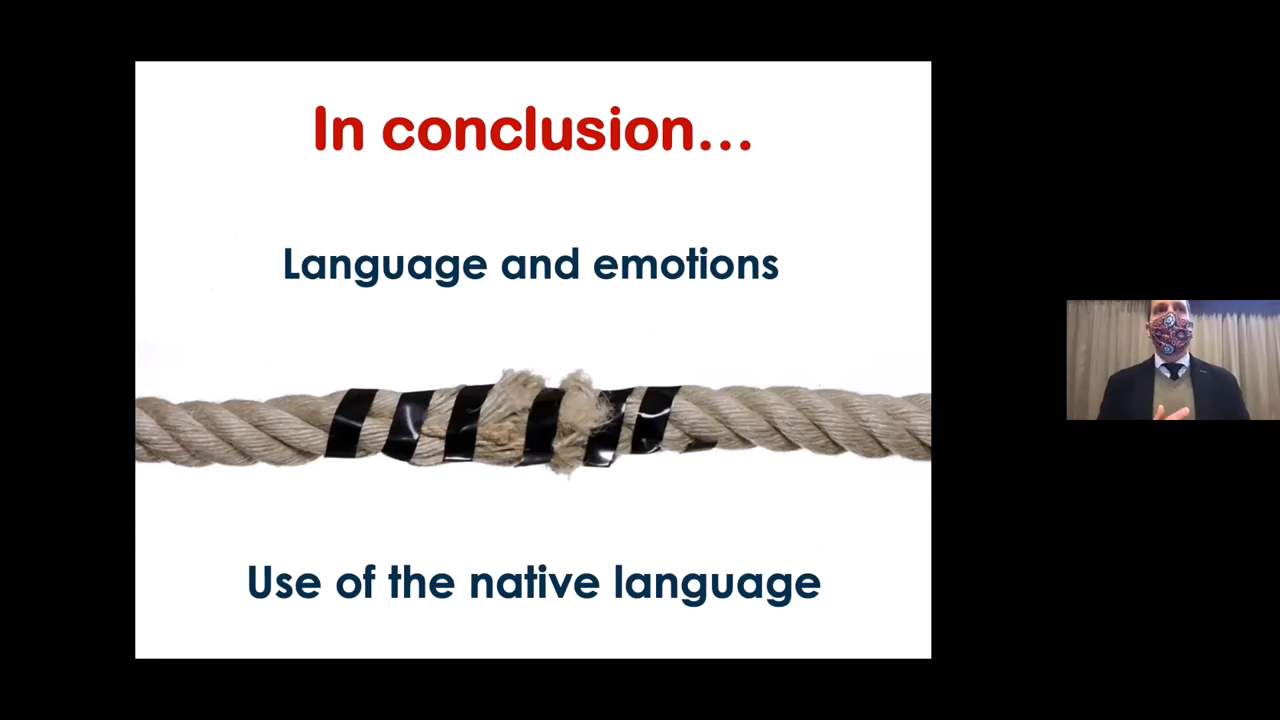 In conclusion…
Language and emotions
Use of the native language